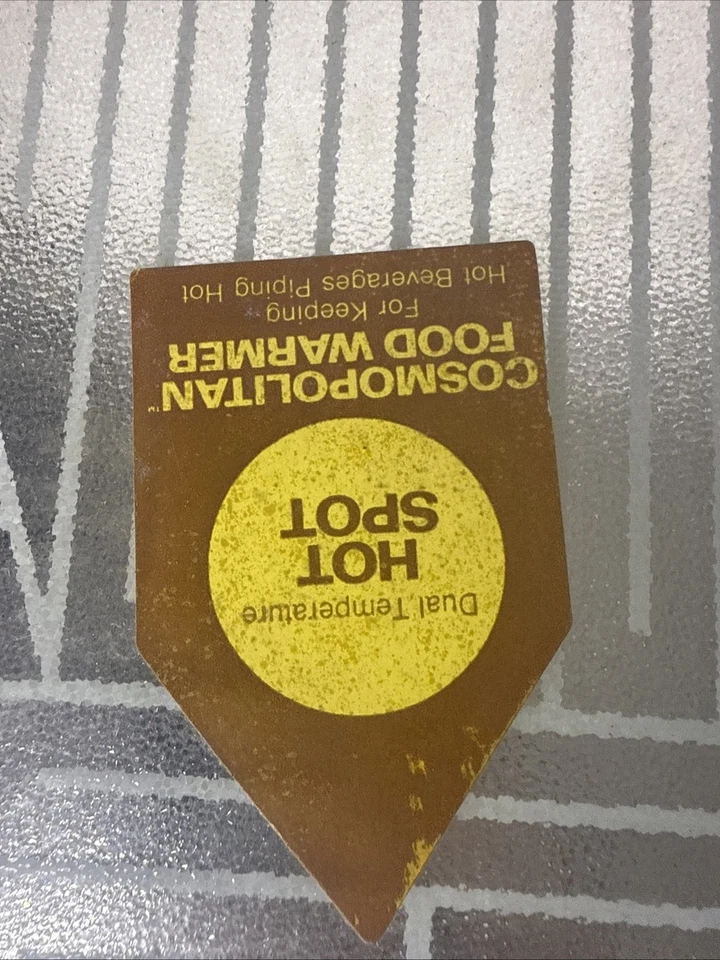 Dual Temperature
HOT
SPOT
COSMOPOLITAN™
FOOD WARMER
For Keeping
Hot Beverages Piping Hot